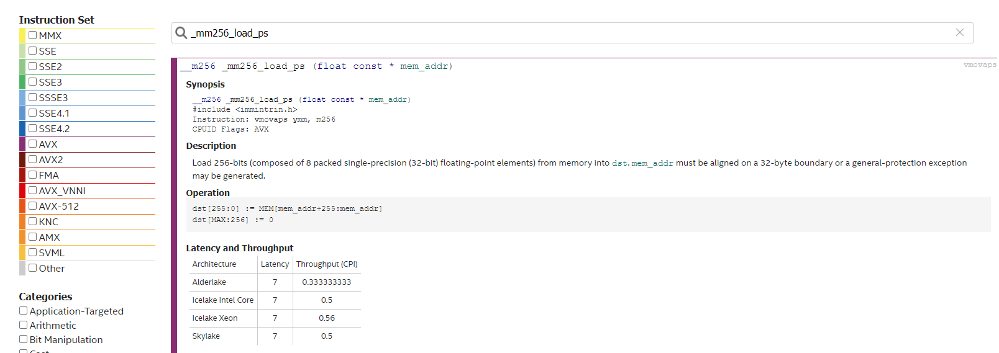 Instruction Set
MMX
SSE
SSE2
SSE3
SSSE3
SSE4.1
SSE4.2
AVX
AVX2
FMA
AVX_VNNI
AVX-512
KNC
AMX
SVML
Other
Categories
Application-Targeted
Arithmetic
Bit Manipulation
Cast
_mm256_load_ps
__m256 _mm256_load_ps (float const * mem_addr)
vmovaps
Synopsis
__m256 _mm256_load_ps (float const * mem_addr)
#include <immintrin.h>
Instruction: vmovaps ymm, m256
CPUID Flags: AVX
Description
Load 256-bits (composed of 8 packed single-precision (32-bit) floating-point elements) from memory into dst. mem_addr must be aligned on a 32-byte boundary or a general-protection exception
may be generated.
Operation
dst[255:0] := MEM[mem_addr+255:mem_addr]
dst[MAX:256] := 0
Latency and Throughput
Architecture Latency Throughput (CPI)
Alderlake 7 0.333333333
Icelake Intel Core 7 0.5
Icelake Xeon 7 0.56
Skylake 7 0.5